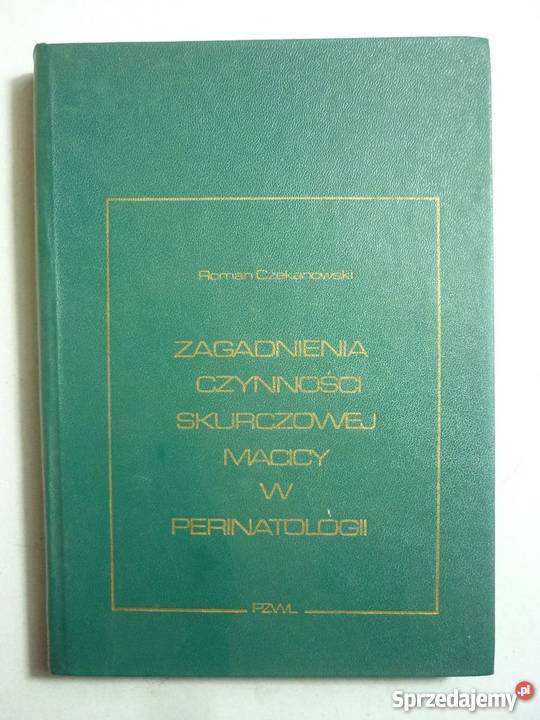 Roman Czekanowski
ZAGADNIENIA
CZYNNOŚCI
SKURCZOWEJ
MACICY
W
PERINATOLOGII
PZWL
Sprzedajemy.pl